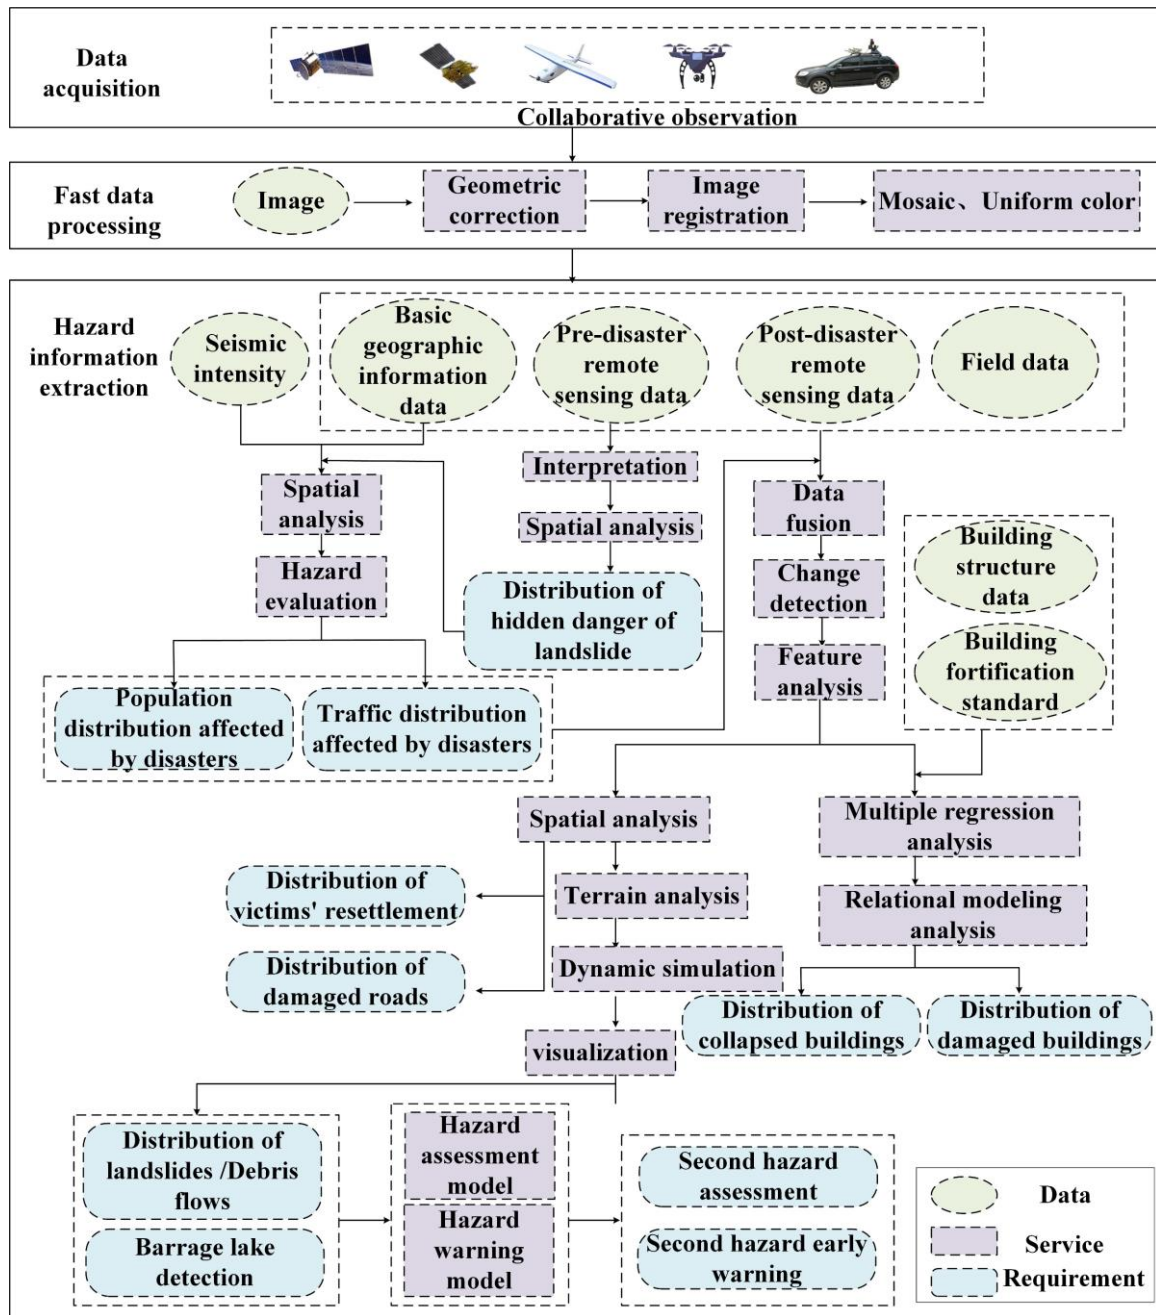 Data
acquisition
Collaborative observation
Fast data
processing
Image
Geometric
correction
Image
registration
Mosaic、Uniform color
Hazard
information
extraction
Seismic
intensity
Basic
geographic
information
data
Pre-disaster
remote
sensing data
Post-disaster
remote
sensing data
Field data
Spatial
analysis
Hazard
evaluation
Interpretation
Spatial analysis
Distribution of
hidden danger of
landslide
Data
fusion
Change
detection
Feature
analysis
Building
structure
data
Building
fortification
standard
Population
distribution affected
by disasters
Traffic distribution
affected by disasters
Spatial analysis
Multiple regression
analysis
Distribution of
victims' resettlement
Terrain analysis
Relational modeling
analysis
Distribution of
damaged roads
Dynamic simulation
Distribution of
collapsed buildings
Distribution of
damaged buildings
visualization
Distribution of
landslides /Debris
flows
Barrage lake
detection
Hazard
assessment
model
Hazard
warning
model
Second hazard
assessment
Second hazard early
warning
Data
Service
Requirement